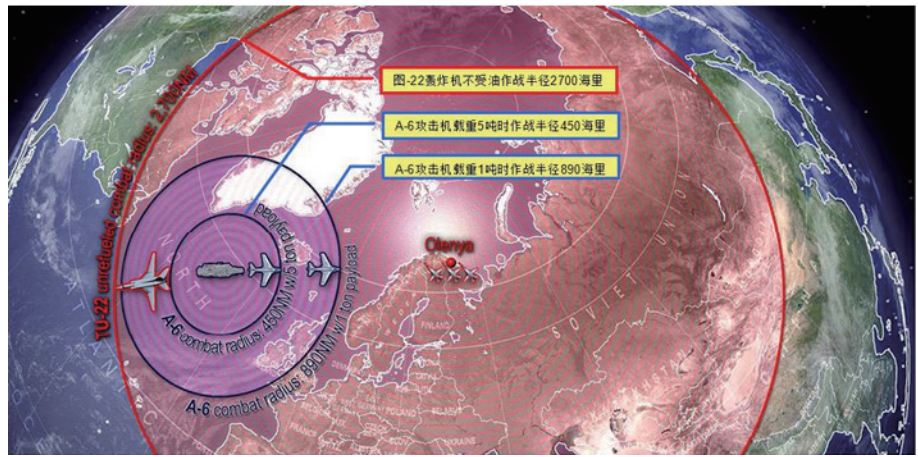 图-22轰炸机不受油作战半径2700海里
A-6攻击机载重5吨时作战半径450海里
A-6攻击机载重1吨时作战半径890海里
TU-22 unrefueled combat radius: 2,700NM
A-6 combat radius: 450NM w/5 ton payload
A-6 combat radius: 890NM w/1 ton payload
Olenya
NORTH
SOVIET UNION
FINLAND
POLAND
UKRAINE
FRANCE